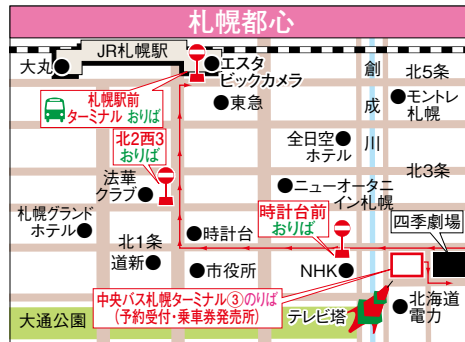 札幌都心
JR札幌駅
大丸
エスタ
ビックカメラ
創成川
北5条
札幌駅前
ターミナル おりば
東急
モントレ
札幌
北2西3
おりば
全日空
ホテル
北3条
法華
クラブ
ニューオータニ
イン札幌
札幌グランド
ホテル
時計台前
おりば
四季劇場
北1条
時計台
道新
市役所
NHK
中央バス札幌ターミナル③のりば
(予約受付・乗車券発売所)
北海道
電力
大通公園
テレビ塔